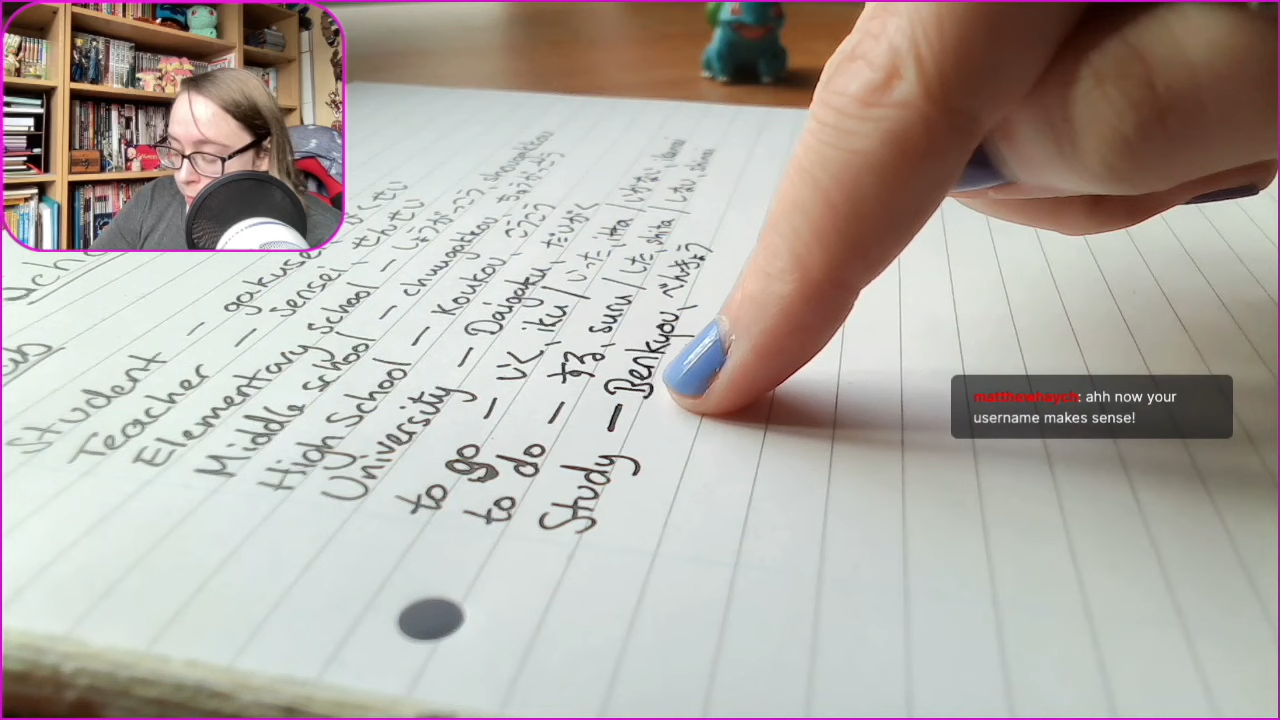 Student - gakusei
Teacher - sensei, せんせい
Elementary school - しょうがっこう, shougakkou
Middle school - chuugakkou, ちゅうがっこう
High School - Koukou, こうこう
University - Daigaku, だいがく
to go - いく, iku / いった, itta /
to do - する, suru / した, shita / しない, shinai
Study - Benkyou, べんきょう
matthewhaych: ahh now your
username makes sense!